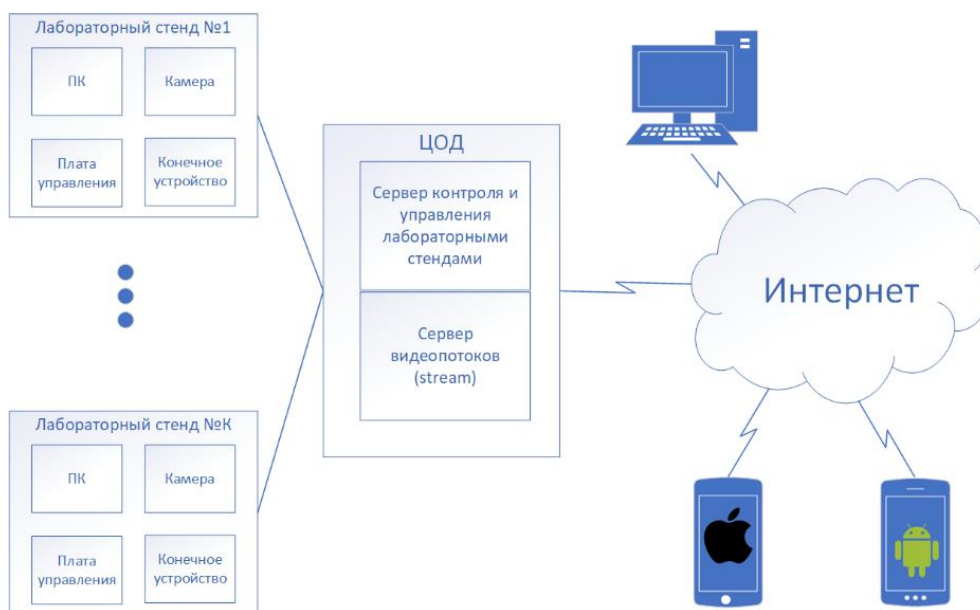 Лабораторный стенд №1
ПК
Камера
Плата
управления
Конечное
устройство
ЦОД
Сервер контроля и
управления
лабораторными
стендами
Сервер
видеопотоков
(stream)
Интернет
Лабораторный стенд №К
ПК
Камера
Плата
управления
Конечное
устройство